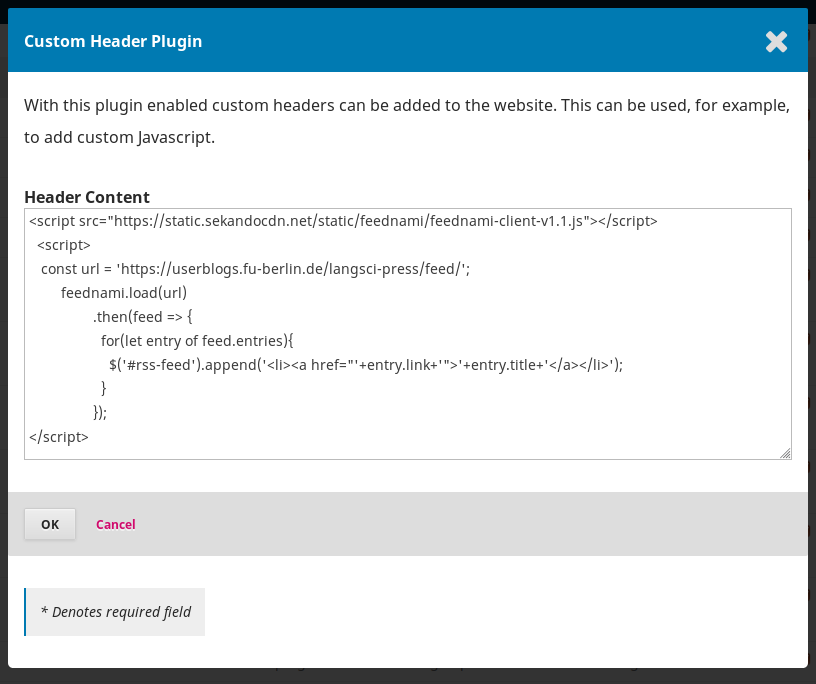 Custom Header Plugin
With this plugin enabled custom headers can be added to the website. This can be used, for example,
to add custom Javascript.
Header Content
<script src="https://static.sekandocdn.net/static/feednami/feednami-client-v1.1.js"></script>
<script>
const url = 'https://userblogs.fu-berlin.de/langsci-press/feed/';
feednami.load(url)
.then(feed => {
for(let entry of feed.entries){
$('#rss-feed').append('<li><a href="'+entry.link+'">'+entry.title+'</a></li>');
}
});
</script>
OK Cancel
* Denotes required field